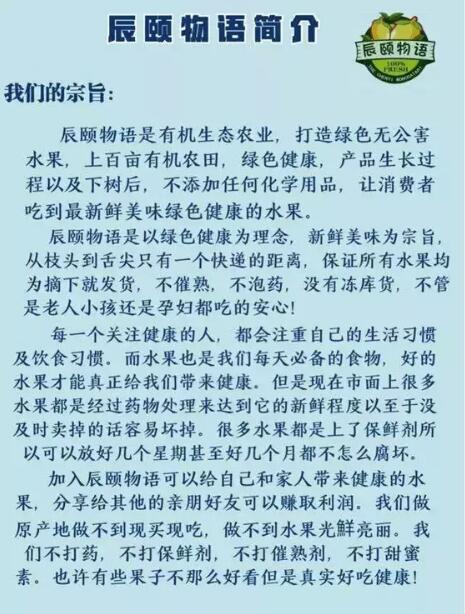 辰颐物语简介
辰颐物语
100%
FRESH
我们的宗旨：
辰颐物语是有机生态农业，打造绿色无公害
水果，上百亩有机农田，绿色健康，产品生长过
程以及下树后，不添加任何化学用品，让消费者
吃到最新鲜美味绿色健康的水果。
辰颐物语是以绿色健康为理念，新鲜美味为宗旨，
从枝头到舌尖只有一个快递的距离，保证所有水果均
为摘下就发货，不催熟，不泡药，没有冻库货，不管
是老人小孩还是孕妇都吃的安心!
每一个关注健康的人，都会注重自己的生活习惯
及饮食习惯。而水果也是我们每天必备的食物，好的
水果才能真正给我们带来健康。但是现在市面上很多
水果都是经过药物处理来达到它的新鲜程度以至于没
及时卖掉的话容易坏掉。很多水果都是上了保鲜剂所
以可以放好几个星期甚至好几个月都不怎么腐坏。
加入辰颐物语可以给自己和家人带来健康的水
果，分享给其他的亲朋好友可以赚取利润。我们做
原产地做不到现买现吃，做不到水果光鮮亮丽。我
们不打药，不打保鲜剂，不打催熟剂，不打甜蜜
素。也许有些果子不那么好看但是真实好吃健康!